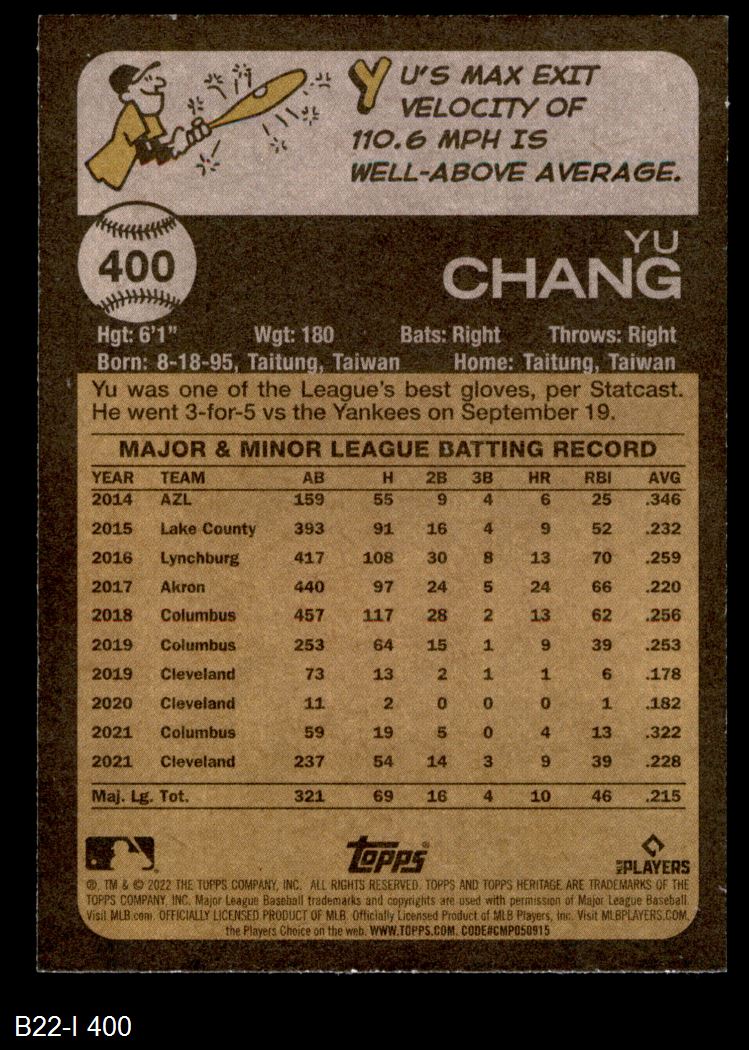 YU'S MAX EXIT
VELOCITY OF
110.6 MPH IS
WELL-ABOVE AVERAGE.
400
YU
CHANG
Hgt: 6'1" Wgt: 180 Bats: Right Throws: Right
Born: 8-18-95, Taitung, Taiwan Home: Taitung, Taiwan
Yu was one of the League's best gloves, per Statcast.
He went 3-for-5 vs the Yankees on September 19.
MAJOR & MINOR LEAGUE BATTING RECORD
YEAR TEAM AB H 2B 3B HR RBI AVG
2014 AZL 159 55 9 4 6 25 .346
2015 Lake County 393 91 16 4 9 52 .232
2016 Lynchburg 417 108 30 8 13 70 .259
2017 Akron 440 97 24 5 24 66 .220
2018 Columbus 457 117 28 2 13 62 .256
2019 Columbus 253 64 15 1 9 39 .253
2019 Cleveland 73 13 2 1 1 6 .178
2020 Cleveland 11 2 0 0 0 1 .182
2021 Columbus 59 19 5 0 4 13 .322
2021 Cleveland 237 54 14 3 9 39 .228
Maj. Lg. Tot. 321 69 16 4 10 46 .215
Topps
MLB PLAYERS
®, TM & © 2022 THE TOPPS COMPANY, INC. ALL RIGHTS RESERVED. TOPPS AND TOPPS HERITAGE ARE TRADEMARKS OF THE
TOPPS COMPANY, INC. Major League Baseball trademarks and copyrights are used with permission of Major League Baseball.
Visit MLB.com. OFFICIALLY LICENSED PRODUCT OF MLB. Officially Licensed Product of MLB Players, Inc. Visit MLBPLAYERS.COM,
the Players Choice on the web. WWW.TOPPS.COM. CODE#CMP050915
B22-I 400